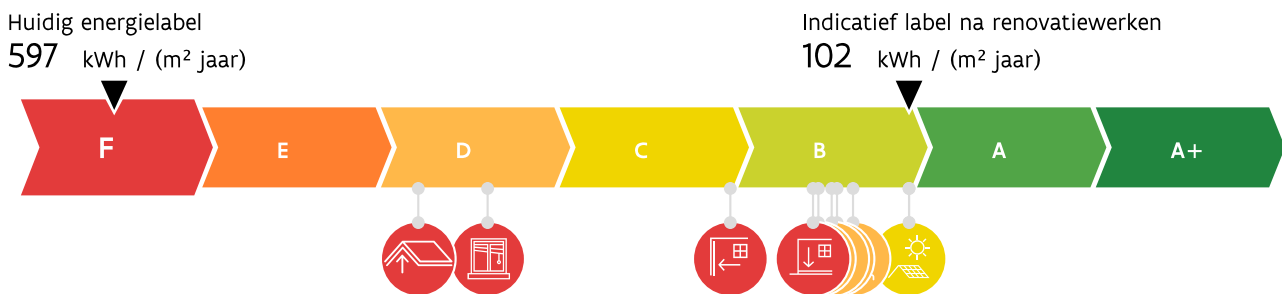 Huidig energielabel
597 kWh / (m² jaar)
Indicatief label na renovatiewerken
102 kWh / (m² jaar)
F E D C B A A+